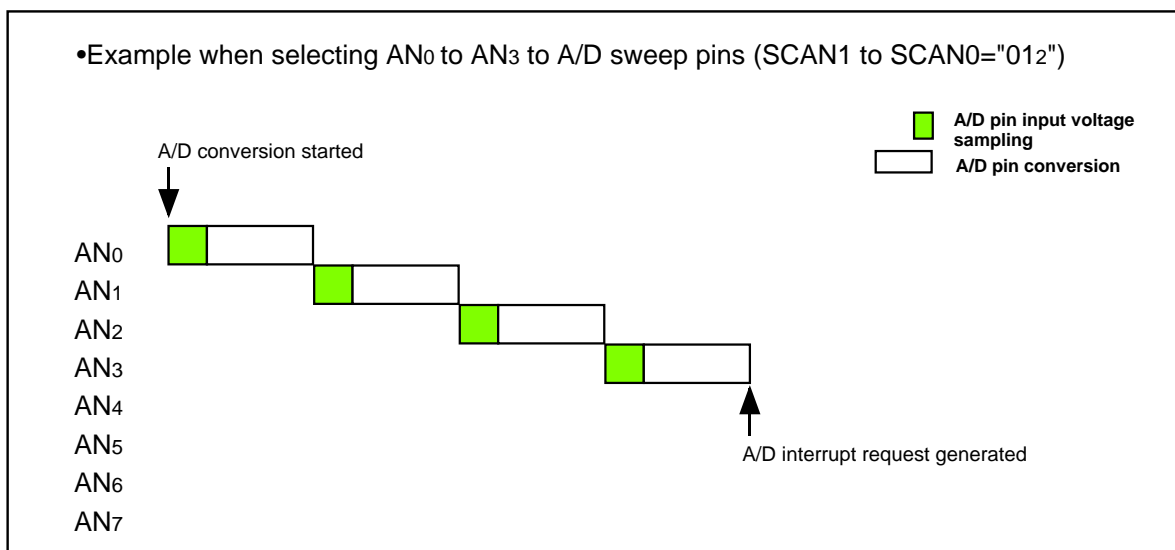 •Example when selecting AN0 to AN3 to A/D sweep pins (SCAN1 to SCAN0="012")
A/D pin input voltage
sampling
A/D conversion started
A/D pin conversion
AN0
AN1
AN2
AN3
AN4
AN5
A/D interrupt request generated
AN6
AN7